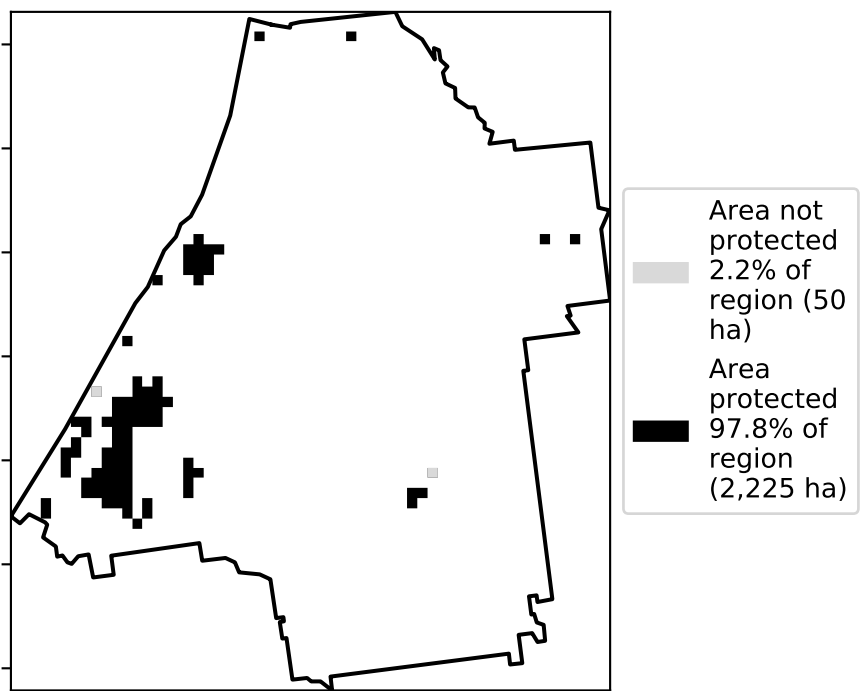 Area not
protected
2.2% of
region (50
ha)
Area
protected
97.8% of
region
(2,225 ha)